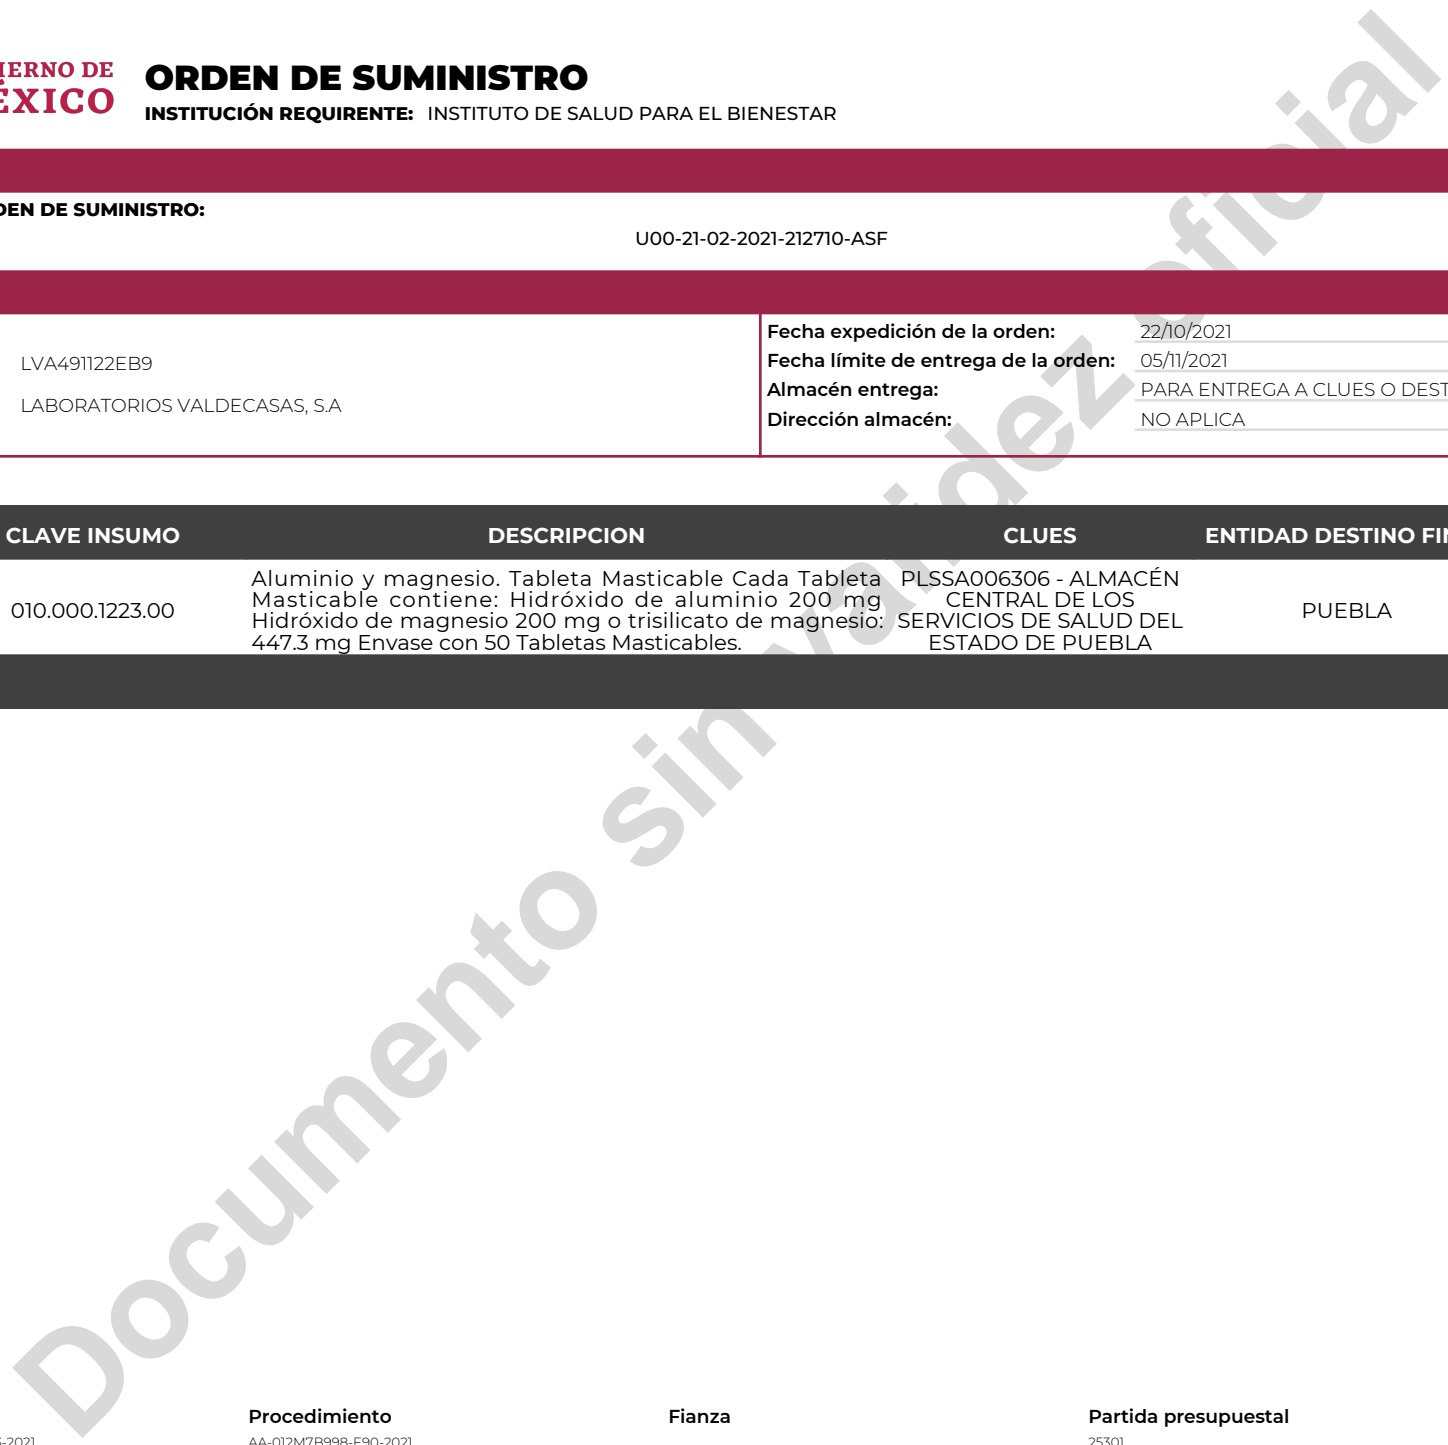 ORDEN DE SUMINISTRO
INSTITUCIÓN REQUIRENTE: INSTITUTO DE SALUD PARA EL BIENESTAR
DE SUMINISTRO:
U00-21-02-2021-212710-ASF
LVA491122EB9
LABORATORIOS VALDECASAS, S.A
Fecha expedición de la orden: 22/10/2021
Fecha límite de entrega de la orden: 05/11/2021
Almacén entrega: PARA ENTREGA A CLUES O
Dirección almacén: NO APLICA
CLAVE INSUMO DESCRIPCION CLUES ENTIDAD DESTINO
010.000.1223.00
Aluminio y magnesio. Tableta Masticable Cada Tableta
Masticable contiene: Hidróxido de aluminio 200 mg
Hidróxido de magnesio 200 mg o trisilicato de magnesio:
447.3 mg Envase con 50 Tabletas Masticables.
PLSSA006306 - ALMACÉN
CENTRAL DE LOS
SERVICIOS DE SALUD DEL
ESTADO DE PUEBLA
PUEBLA
Documento sin validez oficial
Procedimiento Fianza Partida presupuestal
AA-012M7B998-E90-2021 25301